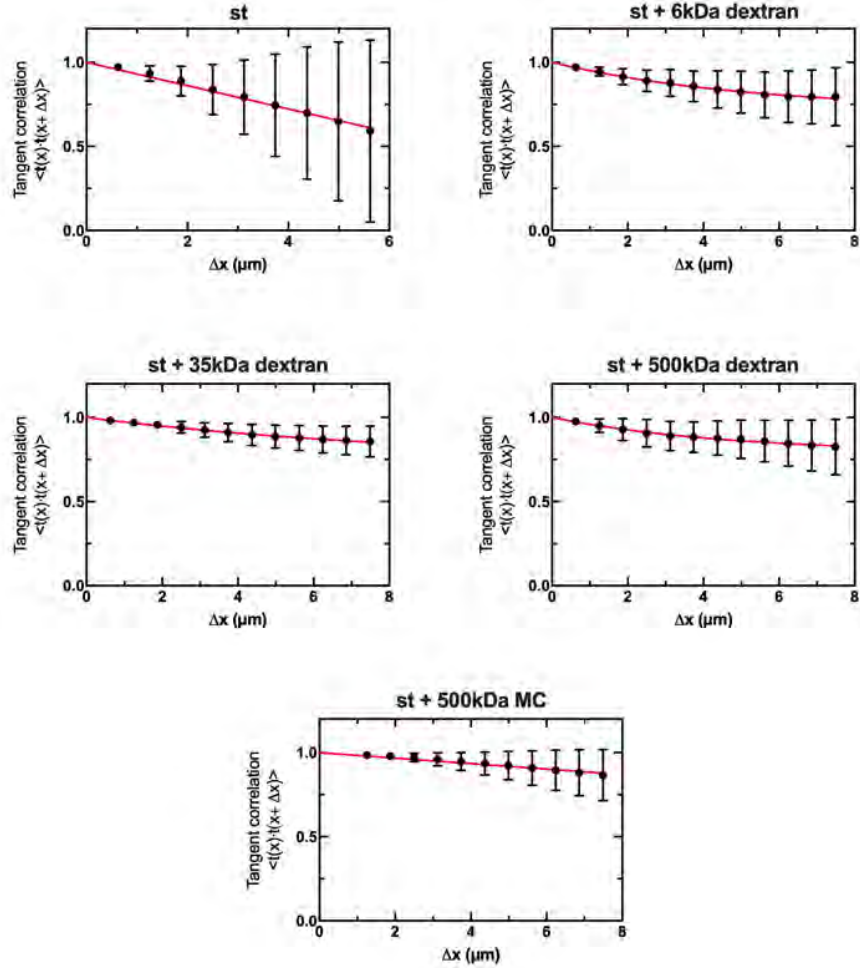 st
Tangent correlation
<t(x)·t(x+ Δx)>
1.0
0.5
0.0
0 2 4 6
Δx (µm)
st + 6kDa dextran
Tangent correlation
<t(x)·t(x+ Δx)>
1.0
0.5
0.0
0 2 4 6 8
Δx (µm)
st + 35kDa dextran
Tangent correlation
<t(x)·t(x+ Δx)>
1.0
0.5
0.0
0 2 4 6 8
Δx (µm)
st + 500kDa dextran
Tangent correlation
<t(x)·t(x+ Δx)>
1.0
0.5
0.0
0 2 4 6 8
Δx (µm)
st + 500kDa MC
Tangent correlation
<t(x)·t(x+ Δx)>
1.0
0.5
0.0
0 2 4 6 8
Δx (µm)